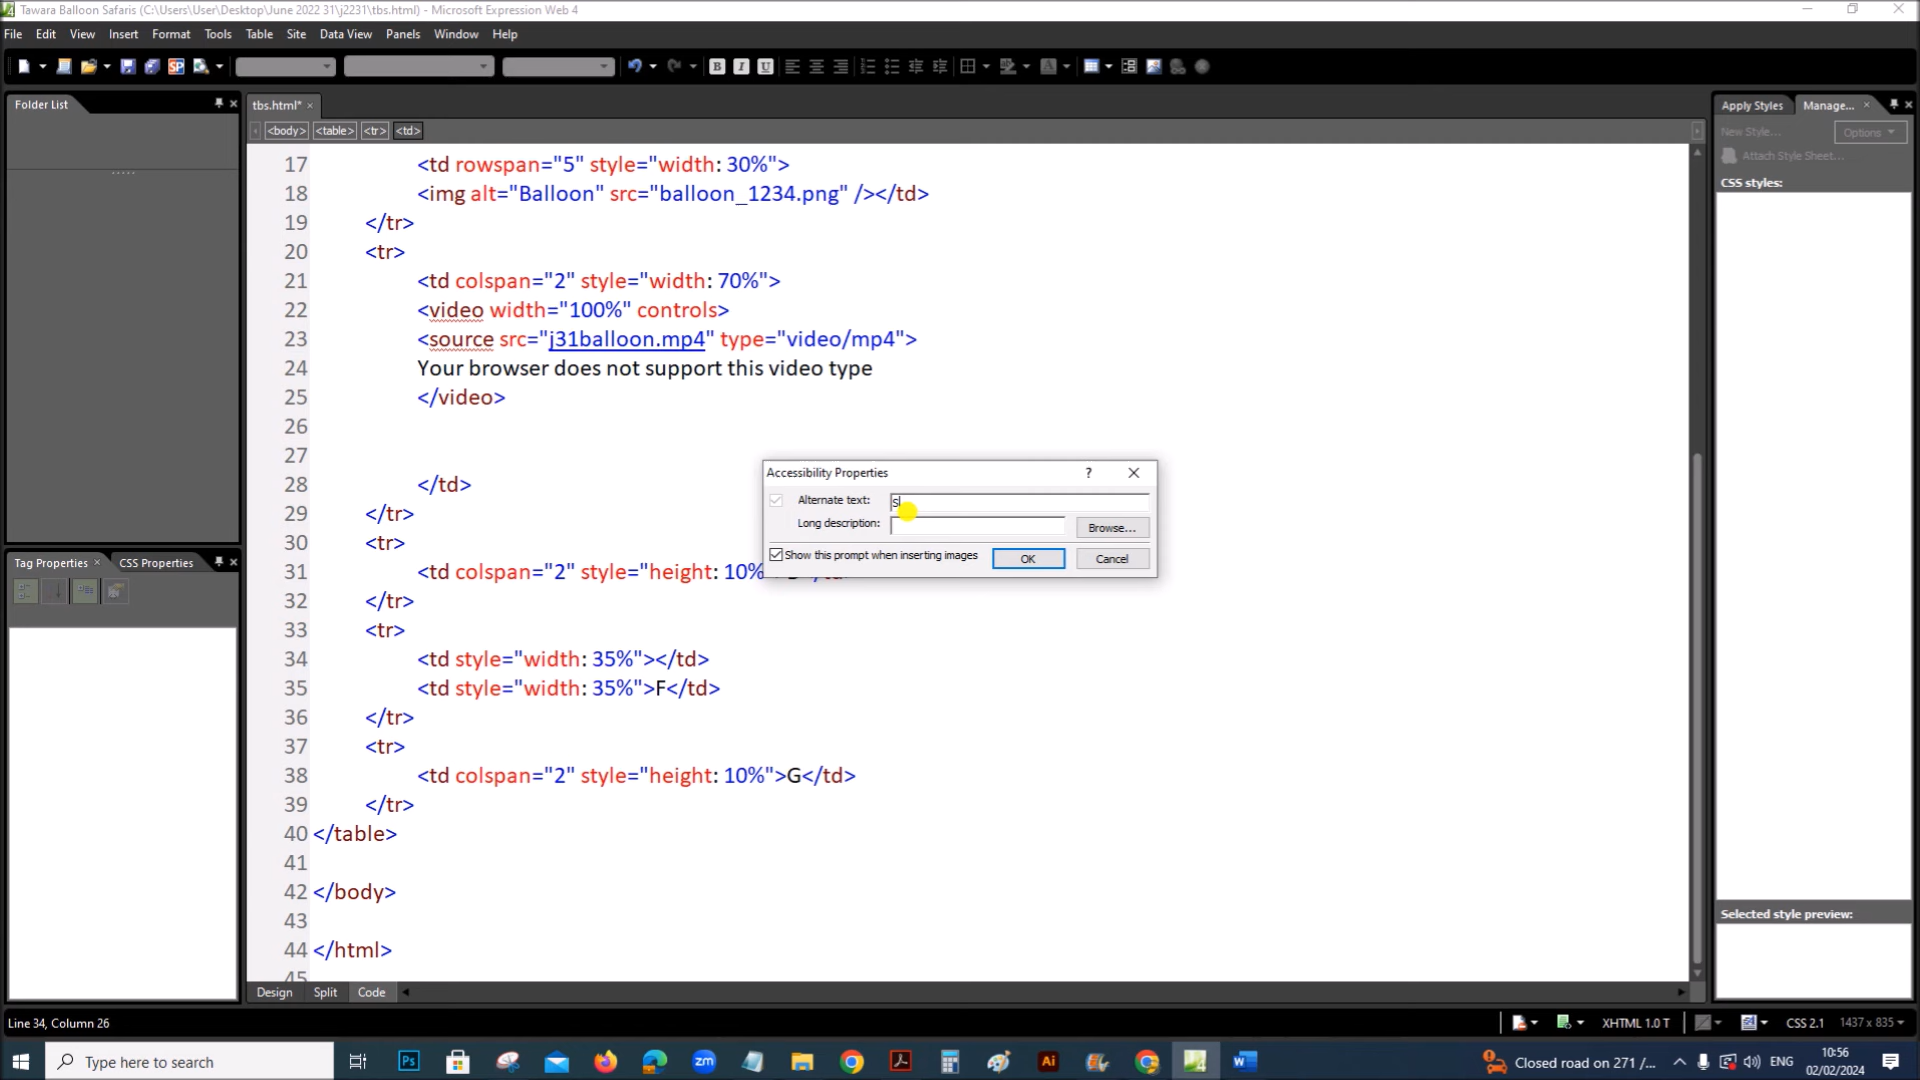 Tawara Balloon Safaris (C:\Users\User\Desktop\June 2022 31\j2231\tbs.html) - Microsoft Expression Web 4
File Edit View Insert Format Tools Table Site Data View Panels Window Help
Folder List
tbs.html*
<body> <table> <tr> <td>
17 <td rowspan="5" style="width: 30%">
18 <img alt="Balloon" src="balloon_1234.png" /></td>
19 </tr>
20 <tr>
21 <td colspan="2" style="width: 70%">
22 <video width="100%" controls>
23 <source src="j31balloon.mp4" type="video/mp4">
24 Your browser does not support this video type
25 </video>
26
27
28 </td>
29 </tr>
30 <tr>
31 <td colspan="2" style="height: 10%
32 </tr>
33 <tr>
34 <td style="width: 35%"></td>
35 <td style="width: 35%">F</td>
36 </tr>
37 <tr>
38 <td colspan="2" style="height: 10%">G</td>
39 </tr>
40 </table>
41
42 </body>
43
44 </html>
45
Accessibility Properties
Alternate text:
Long description:
Browse...
Show this prompt when inserting images
OK
Cancel
Tag Properties CSS Properties
Apply Styles Manage...
New Style... Options
Attach Style Sheet...
CSS styles:
Selected style preview:
Design Split Code
Line 34, Column 26
XHTML 1.0 T CSS 2.1 1437 x 835
Type here to search
Ps
zm
Ai
Closed road on 271 /...
ENG
10:56
02/02/2024